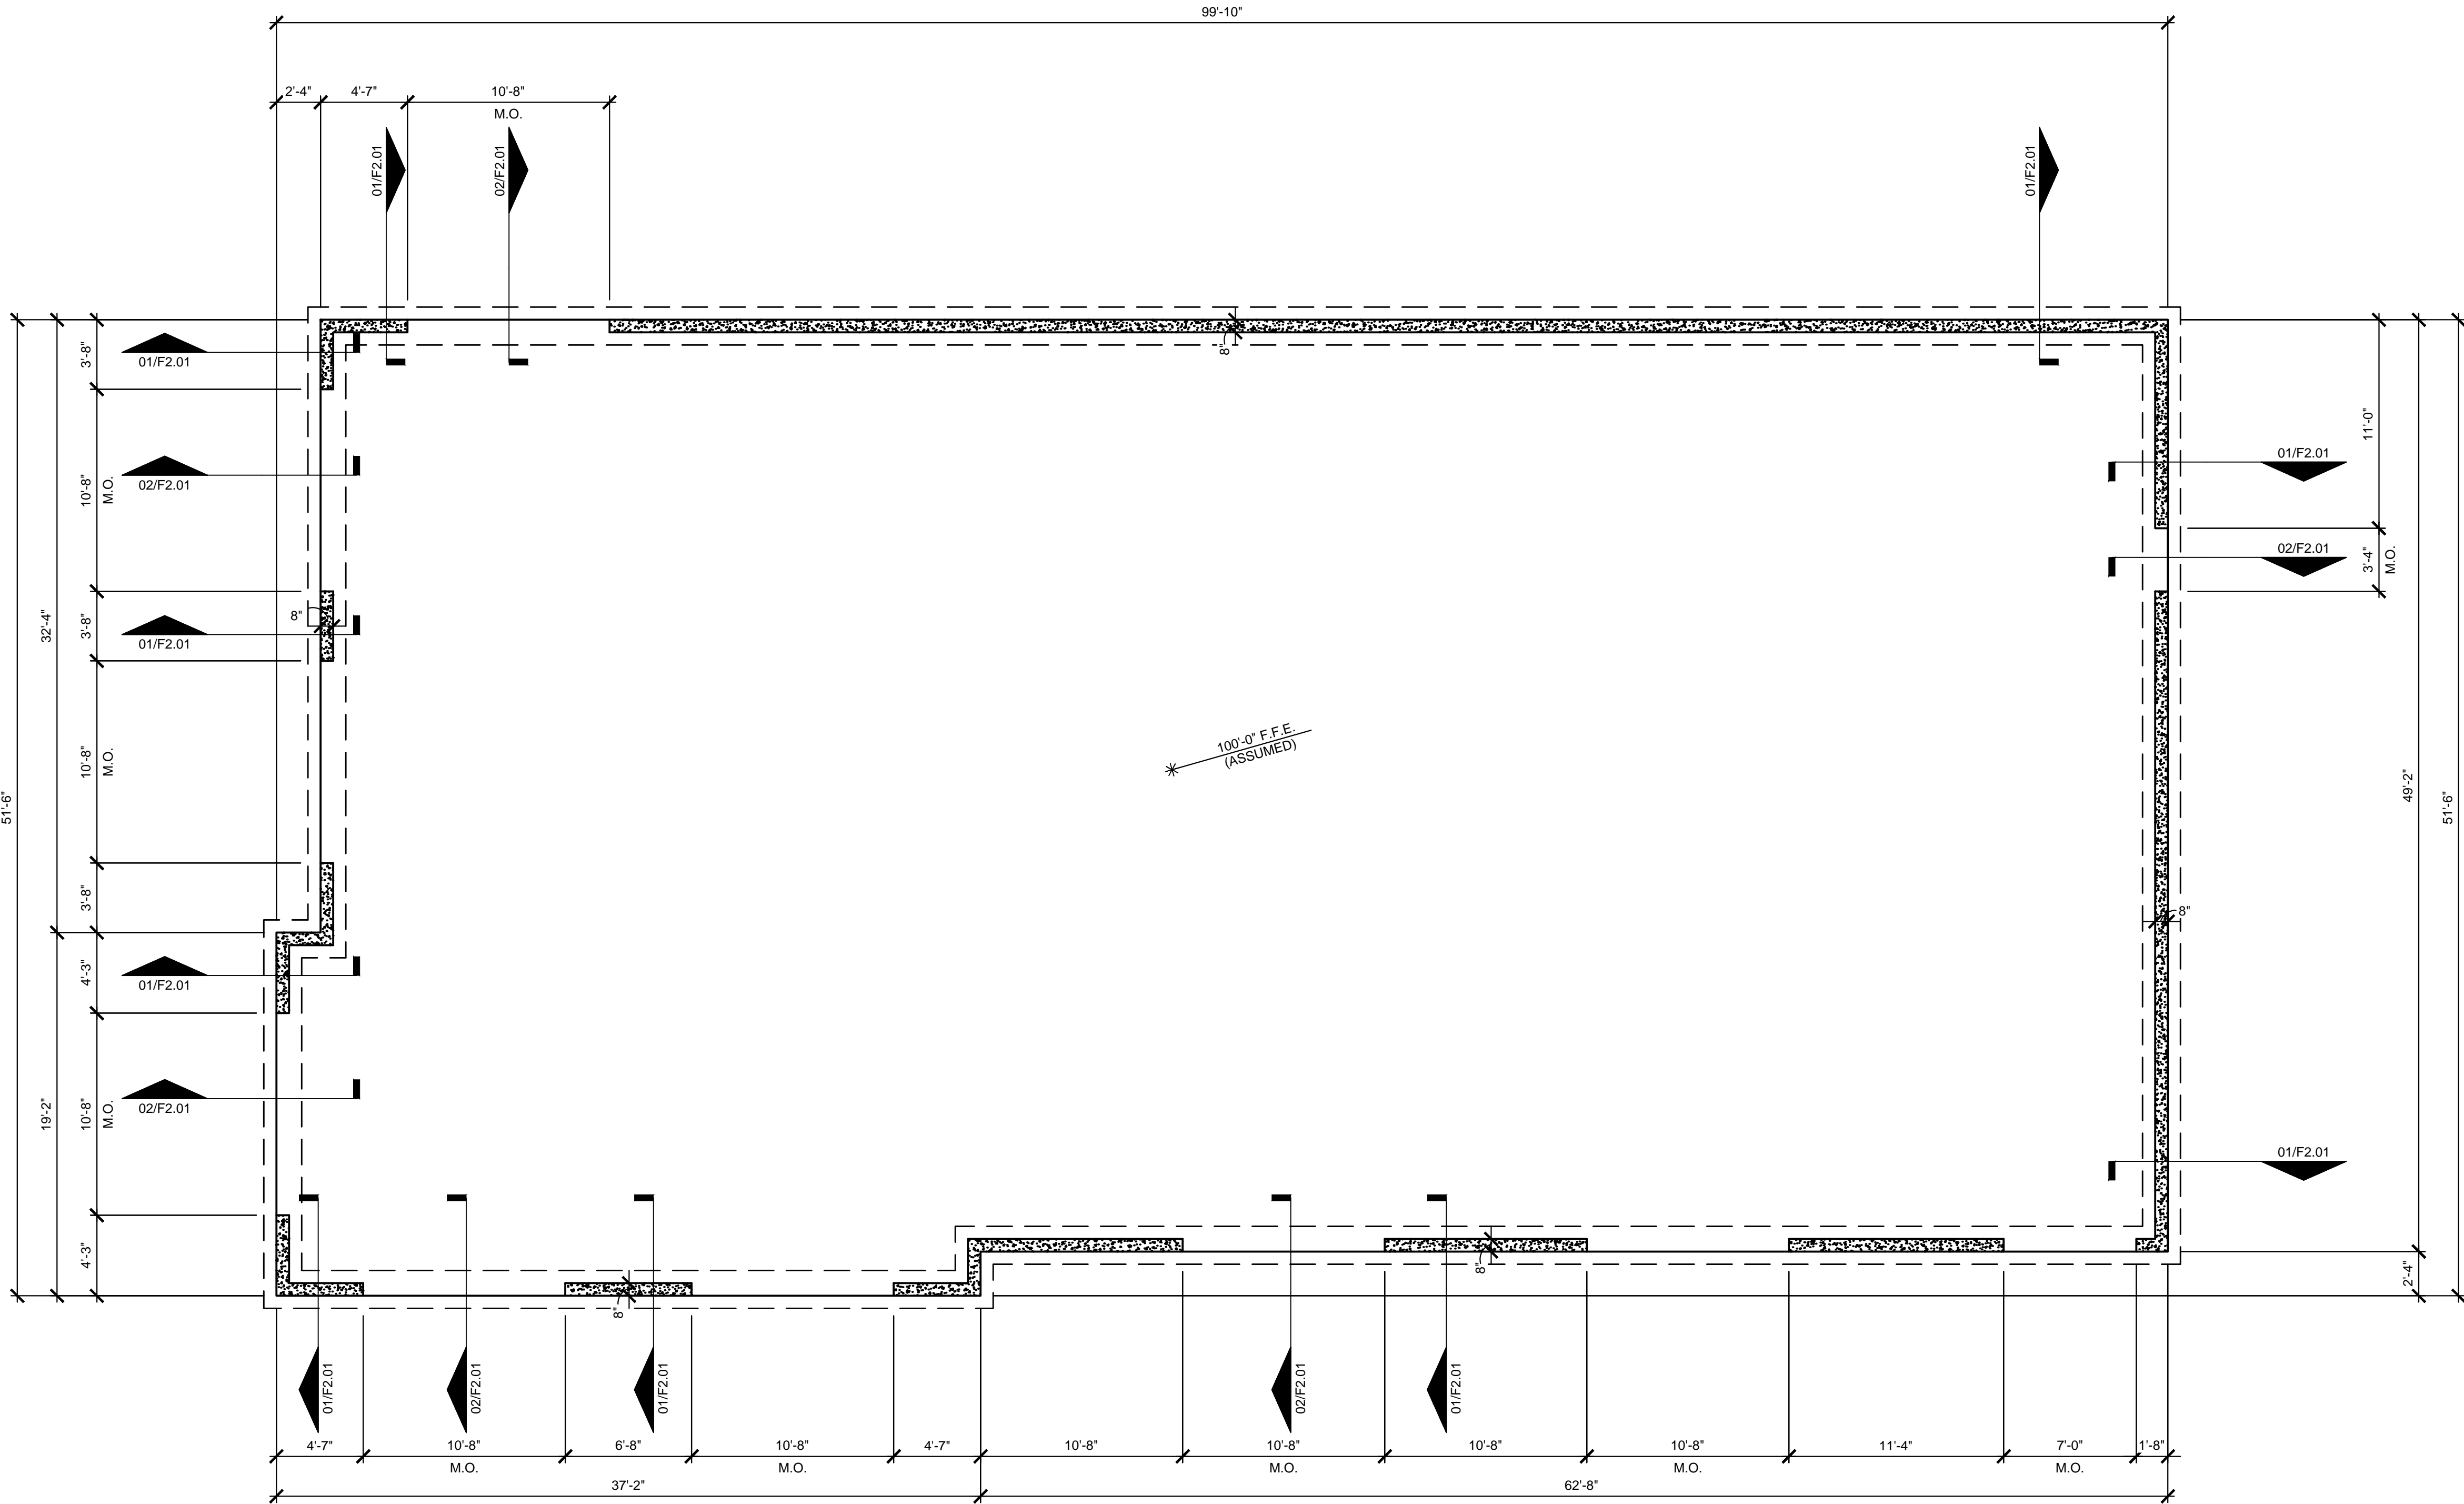 99'-10"
2'-4"
4'-7"
10'-8"
M.O.
01/F2.01
02/F2.01
01/F2.01
3'-8"
10'-8"
M.O.
3'-8"
10'-8"
M.O.
3'-8"
4'-3"
10'-8"
M.O.
4'-3"
32'-4"
19'-2"
51'-6"
01/F2.01
02/F2.01
01/F2.01
01/F2.01
02/F2.01
8"
8"
8"
8"
8"
100'-0" F.F.E.
(ASSUMED)
11'-0"
3'-4"
M.O.
49'-2"
2'-4"
51'-6"
01/F2.01
02/F2.01
01/F2.01
01/F2.01
02/F2.01
01/F2.01
02/F2.01
01/F2.01
4'-7"
10'-8"
M.O.
6'-8"
10'-8"
M.O.
4'-7"
10'-8"
10'-8"
M.O.
10'-8"
10'-8"
M.O.
11'-4"
7'-0"
M.O.
1'-8"
37'-2"
62'-8"